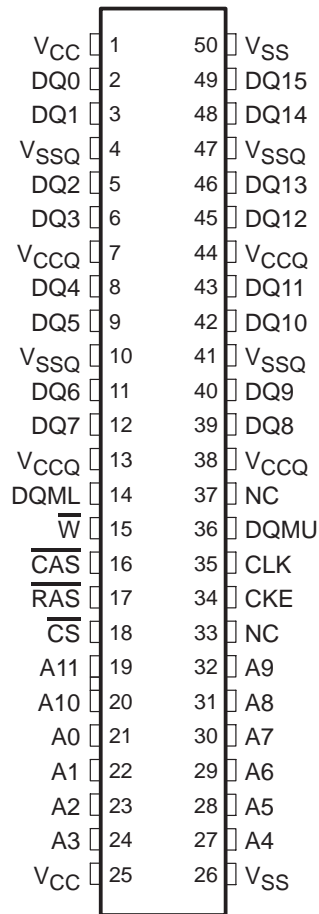 VCC 1 50 VSS
DQ0 2 49 DQ15
DQ1 3 48 DQ14
VSSQ 4 47 VSSQ
DQ2 5 46 DQ13
DQ3 6 45 DQ12
VCCQ 7 44 VCCQ
DQ4 8 43 DQ11
DQ5 9 42 DQ10
VSSQ 10 41 VSSQ
DQ6 11 40 DQ9
DQ7 12 39 DQ8
VCCQ 13 38 VCCQ
DQML 14 37 NC
W̅ 15 36 DQMU
C̅A̅S̅ 16 35 CLK
R̅A̅S̅ 17 34 CKE
C̅S̅ 18 33 NC
A11 19 32 A9
A10 20 31 A8
A0 21 30 A7
A1 22 29 A6
A2 23 28 A5
A3 24 27 A4
VCC 25 26 VSS